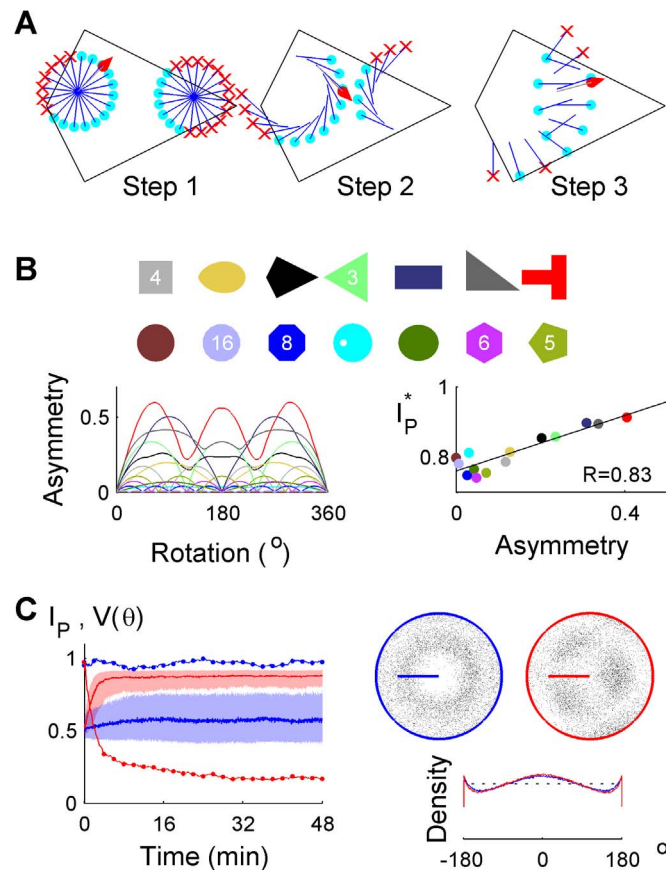 A
Step 1
Step 2
Step 3
B
4
3
16
8
6
5
Asymmetry
0.5
0
0
180
360
Rotation (°)
I*P
1
0.8
0
0.4
R=0.83
Asymmetry
C
IP , V(θ)
1
0.5
0
0
16
32
48
Time (min)
Density
-180
0
180
o